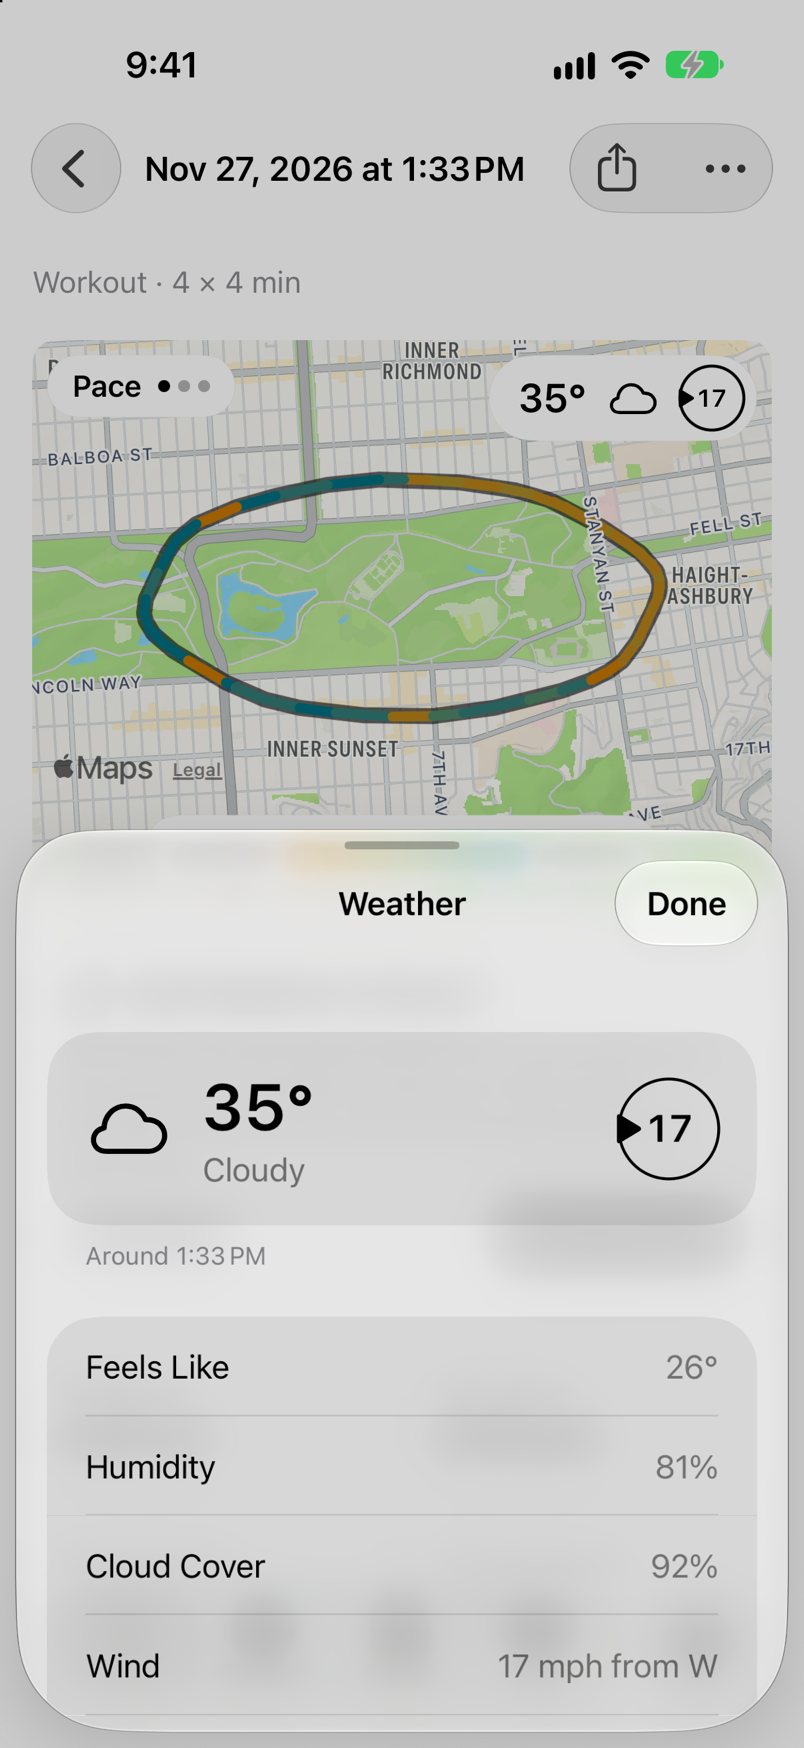 9:41
Nov 27, 2026 at 1:33 PM
Workout · 4 × 4 min
INNER
RICHMOND
Pace
35°
17
BALBOA ST
STANYAN ST
FELL ST
HAIGHT-
ASHBURY
NCOLN WAY
INNER SUNSET
17TH
Maps
Legal
7TH AV
AVE
Weather
Done
35°
Cloudy
17
Around 1:33 PM
Feels Like
26°
Humidity
81%
Cloud Cover
92%
Wind
17 mph from W